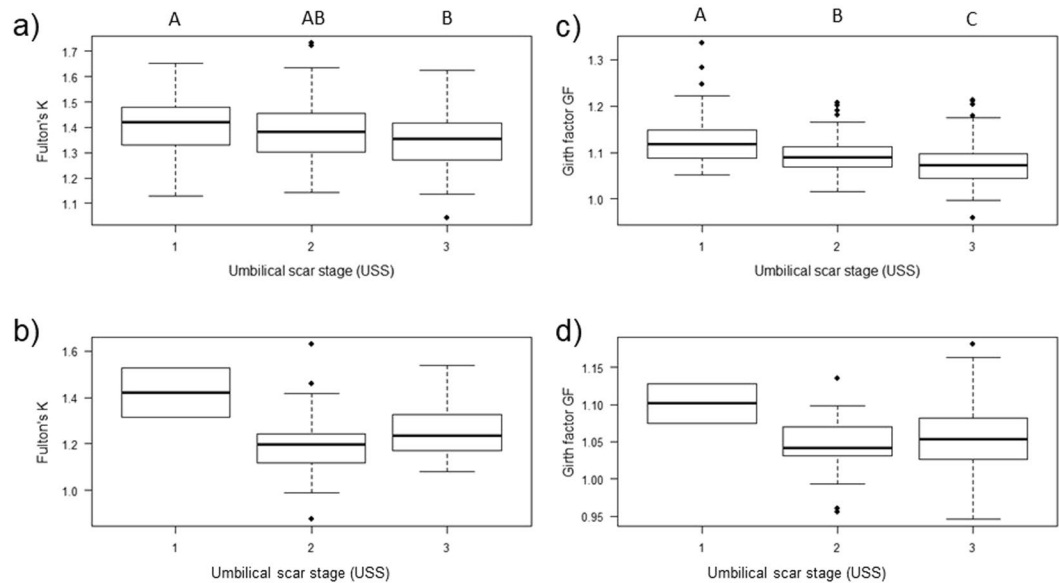 a)
A AB B
Fulton's K
1.7
1.6
1.5
1.4
1.3
1.2
1.1
1 2 3
Umbilical scar stage (USS)
c)
A B C
Girth factor GF
1.3
1.2
1.1
1.0
1 2 3
Umbilical scar stage (USS)
b)
Fulton's K
1.6
1.4
1.2
1.0
1 2 3
Umbilical scar stage (USS)
d)
Girth factor GF
1.15
1.10
1.05
1.00
0.95
1 2 3
Umbilical scar stage (USS)